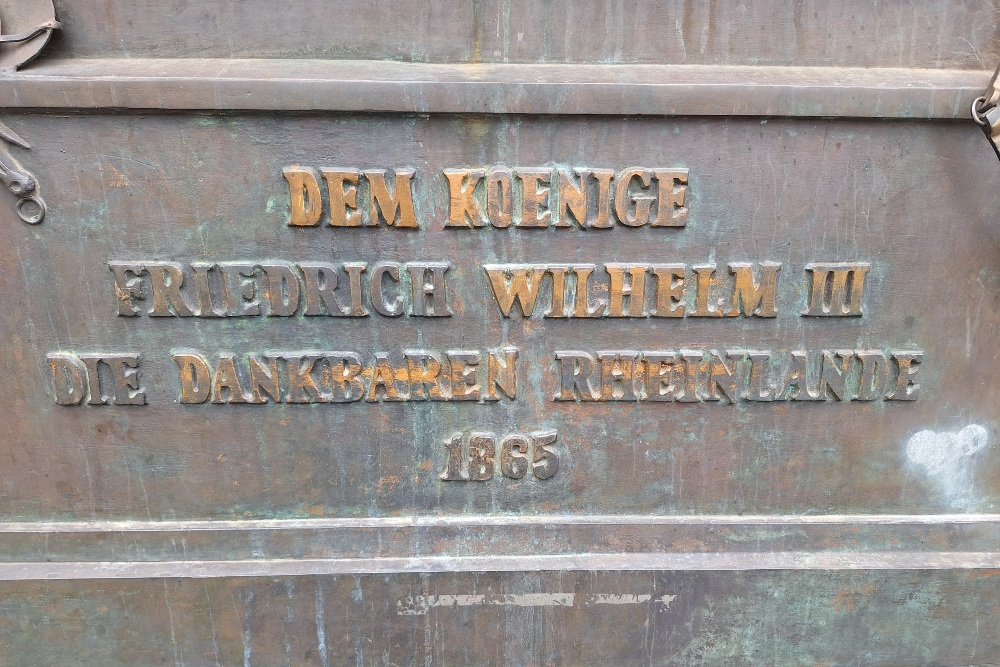 DEM KOENIGE
FRIEDRICH WILHELM III
DIE DANKBAREN RHEINLANDE
1865